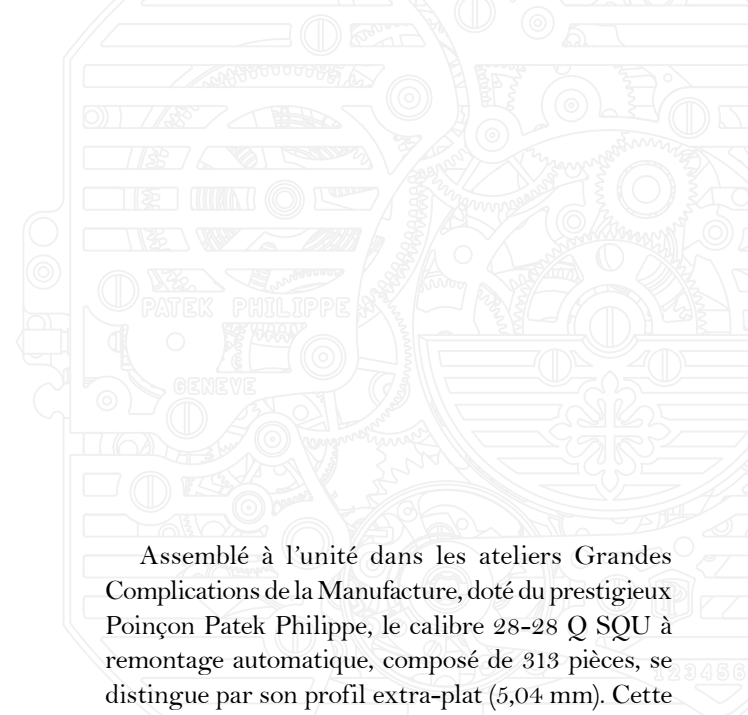 PATEK PHILIPPE
GENEVE
Assemblé à l’unité dans les ateliers Grandes
Complications de la Manufacture, doté du prestigieux
Poinçon Patek Philippe, le calibre 28-28 Q SQU à
remontage automatique, composé de 313 pièces, se
123456
distingue par son profil extra-plat (5,04 mm). Cette